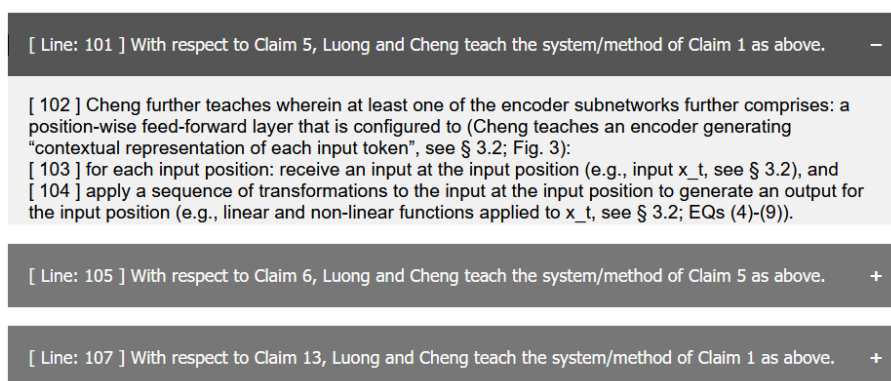 [ Line: 101 ] With respect to Claim 5, Luong and Cheng teach the system/method of Claim 1 as above. −
[ 102 ] Cheng further teaches wherein at least one of the encoder subnetworks further comprises: a
position-wise feed-forward layer that is configured to (Cheng teaches an encoder generating
“contextual representation of each input token”, see § 3.2; Fig. 3):
[ 103 ] for each input position: receive an input at the input position (e.g., input x_t, see § 3.2), and
[ 104 ] apply a sequence of transformations to the input at the input position to generate an output for
the input position (e.g., linear and non-linear functions applied to x_t, see § 3.2; EQs (4)-(9)).
[ Line: 105 ] With respect to Claim 6, Luong and Cheng teach the system/method of Claim 5 as above. +
[ Line: 107 ] With respect to Claim 13, Luong and Cheng teach the system/method of Claim 1 as above. +